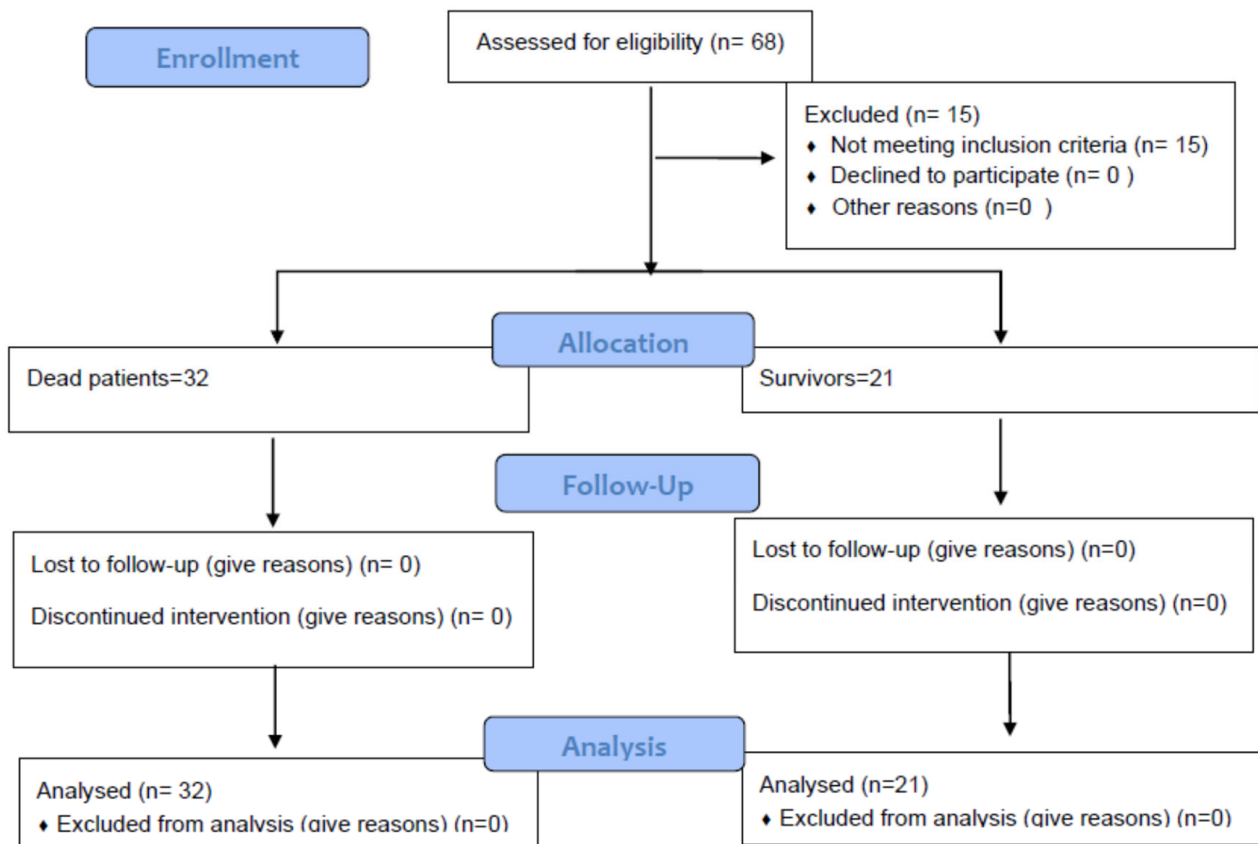 Enrollment
Assessed for eligibility (n= 68)
Excluded (n= 15)
♦ Not meeting inclusion criteria (n= 15)
♦ Declined to participate (n= 0 )
♦ Other reasons (n=0 )
Allocation
Dead patients=32
Survivors=21
Follow-Up
Lost to follow-up (give reasons) (n= 0)
Discontinued intervention (give reasons) (n= 0)
Lost to follow-up (give reasons) (n=0)
Discontinued intervention (give reasons) (n=0)
Analysis
Analysed (n= 32)
♦ Excluded from analysis (give reasons) (n=0)
Analysed (n=21)
♦ Excluded from analysis (give reasons) (n=0)